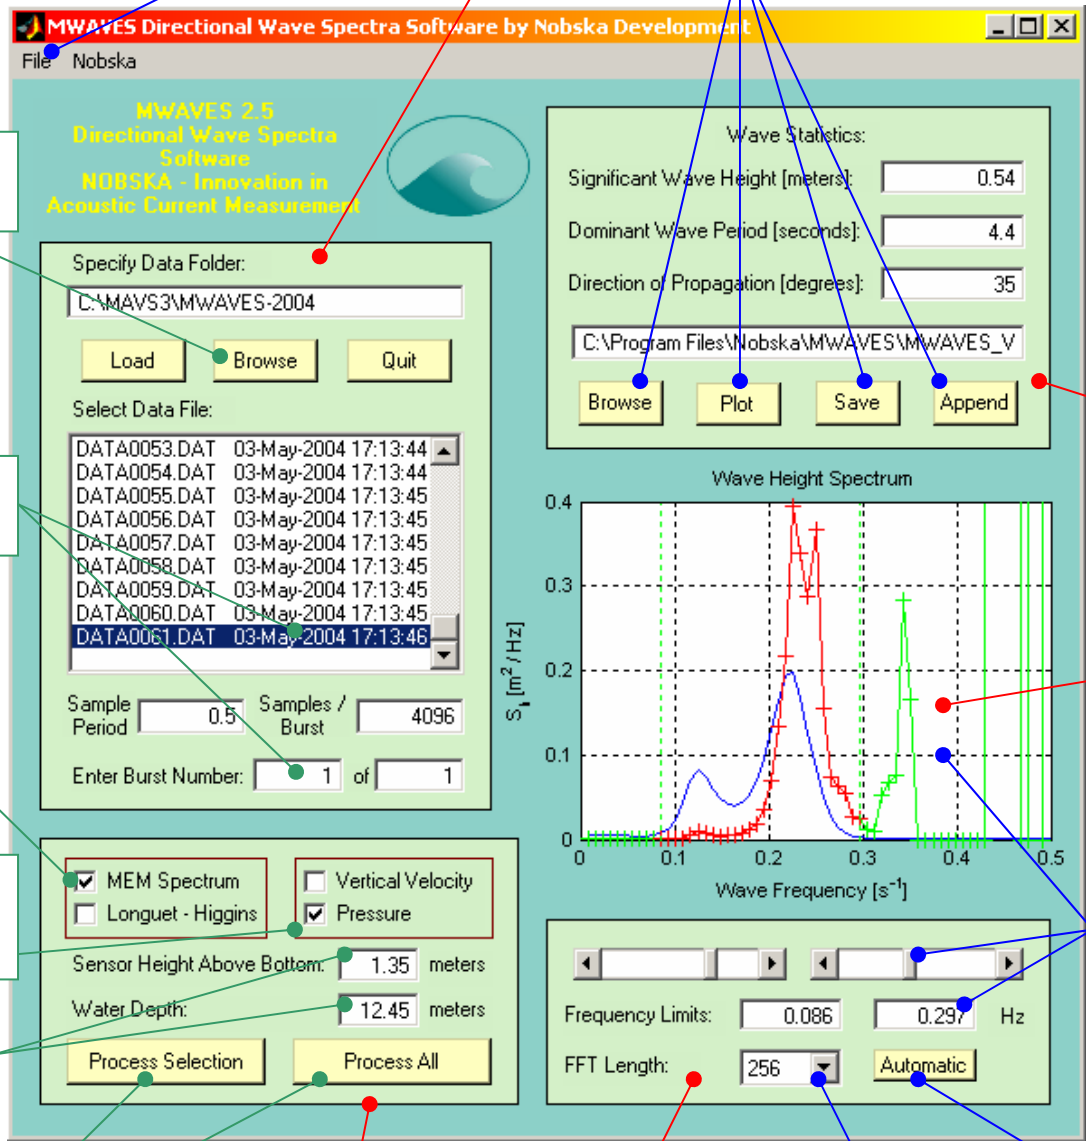 MWAVES Directional Wave Spectra Software by Nobska Development
File Nobska
MWAVES 2.5
Directional Wave Spectra
Software
NOBSKA - Innovation in
Acoustic Current Measurement
Specify Data Folder:
C:\MAVS3\MWAVES-2004
Load Browse Quit
Select Data File:
DATA0053.DAT 03-May-2004 17:13:44
DATA0054.DAT 03-May-2004 17:13:44
DATA0055.DAT 03-May-2004 17:13:45
DATA0056.DAT 03-May-2004 17:13:45
DATA0057.DAT 03-May-2004 17:13:45
DATA0058.DAT 03-May-2004 17:13:45
DATA0059.DAT 03-May-2004 17:13:45
DATA0060.DAT 03-May-2004 17:13:45
DATA0061.DAT 03-May-2004 17:13:46
Sample
Period 0.5
Samples /
Burst 4096
Enter Burst Number: 1 of 1
MEM Spectrum
Longuet - Higgins
Vertical Velocity
Pressure
Sensor Height Above Bottom: 1.35 meters
Water Depth: 12.45 meters
Process Selection Process All
Wave Statistics:
Significant Wave Height [meters]: 0.54
Dominant Wave Period [seconds]: 4.4
Direction of Propagation [degrees]: 35
C:\Program Files\Nobska\MWAVES\MWAVES_V
Browse Plot Save Append
Wave Height Spectrum
0.4
0.3
0.2
0.1
0
S [m² / Hz]
0 0.1 0.2 0.3 0.4 0.5
Wave Frequency [s⁻¹]
Frequency Limits: 0.086 0.297 Hz
FFT Length: 256 Automatic